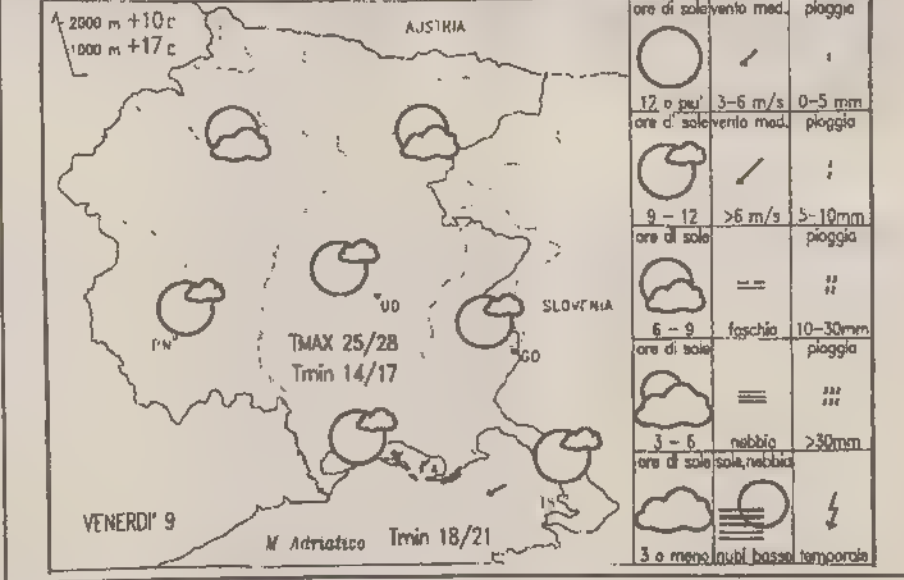 2000 m +10 c
1000 m +17 c
AUSTRIA
UD
PN
SLOVENIA
GO
TMAX 25/28
Tmin 14/17
TS
VENERDI' 9
M Adriatico
Tmin 18/21
ore di sole vento med. pioggia
12 o piu' 3-6 m/s 0-5 mm
ore di sole vento med. pioggia
9 - 12 >6 m/s 5-10mm
ore di sole pioggia
6 - 9 foschia 10-30mm
ore di sole pioggia
3 - 6 nebbia >30mm
ore di sole sole,nebbia
3 o meno nubi basse temporale